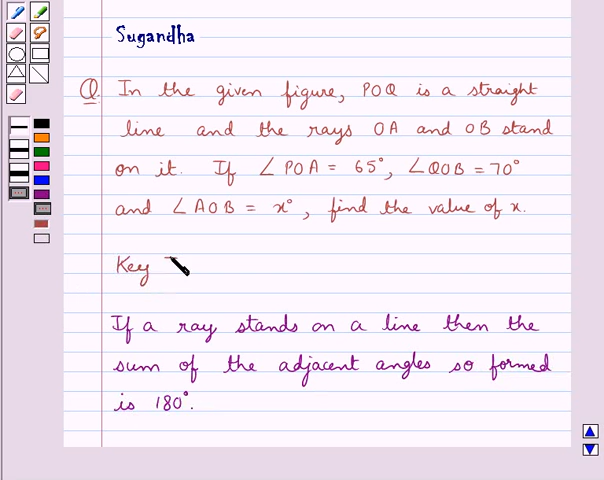 Sugandha
Q. In the given figure, POQ is a straight
line and the rays OA and OB stand
on it. If ∠POA = 65°, ∠QOB = 70°
and ∠AOB = x°, find the value of x.
Key
If a ray stands on a line then the
sum of the adjacent angles so formed
is 180°.